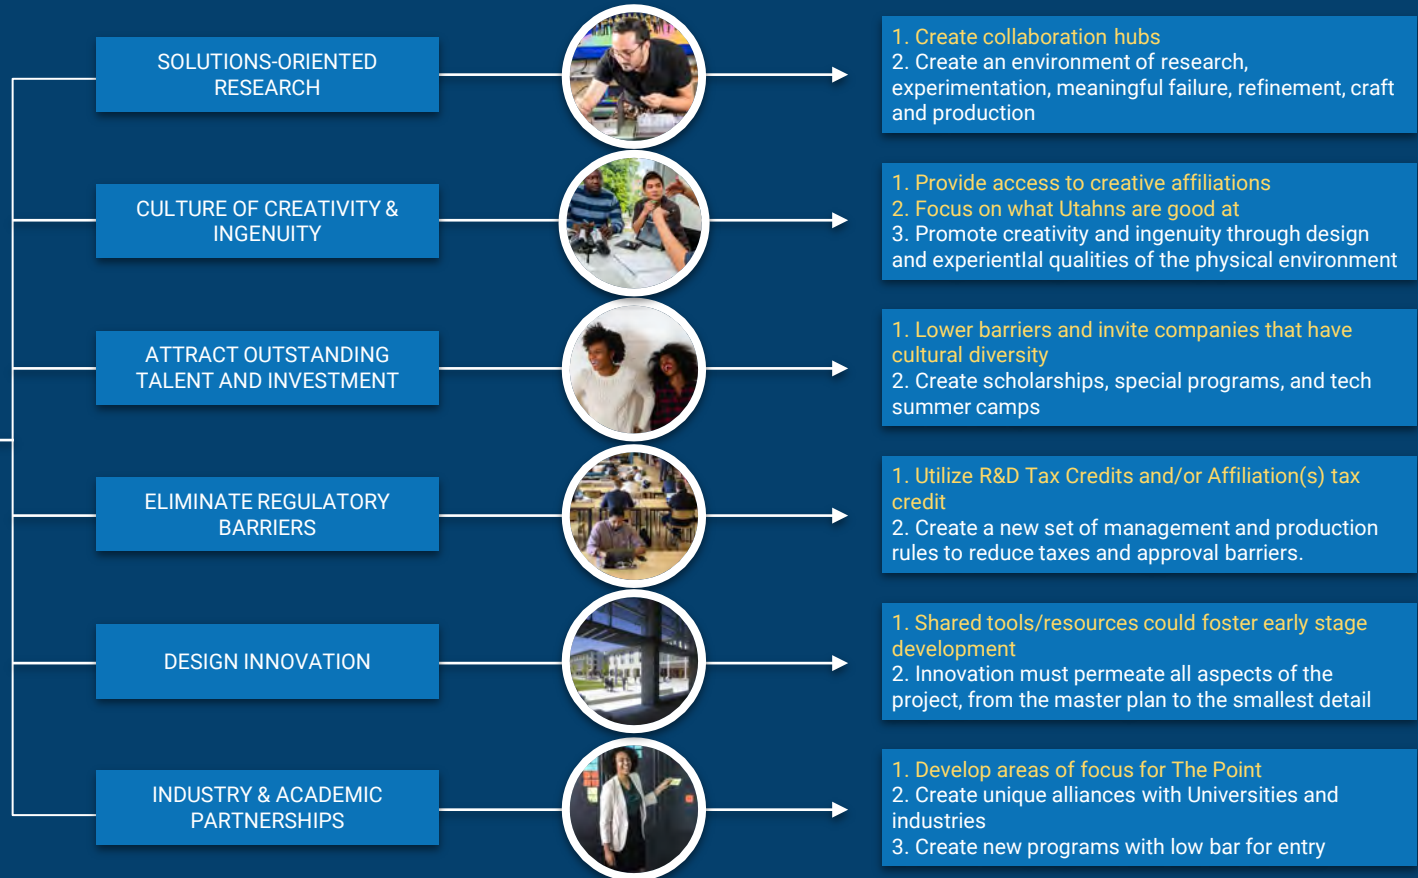 SOLUTIONS-ORIENTED
RESEARCH
1. Create collaboration hubs
2. Create an environment of research,
experimentation, meaningful failure, refinement, craft
and production
CULTURE OF CREATIVITY &
INGENUITY
1. Provide access to creative affiliations
2. Focus on what Utahns are good at
3. Promote creativity and ingenuity through design
and experientlal qualities of the physical environment
ATTRACT OUTSTANDING
TALENT AND INVESTMENT
1. Lower barriers and invite companies that have
cultural diversity
2. Create scholarships, special programs, and tech
summer camps
ELIMINATE REGULATORY
BARRIERS
1. Utilize R&D Tax Credits and/or Affiliation(s) tax
credit
2. Create a new set of management and production
rules to reduce taxes and approval barriers.
DESIGN INNOVATION
1. Shared tools/resources could foster early stage
development
2. Innovation must permeate all aspects of the
project, from the master plan to the smallest detail
INDUSTRY & ACADEMIC
PARTNERSHIPS
1. Develop areas of focus for The Point
2. Create unique alliances with Universities and
industries
3. Create new programs with low bar for entry